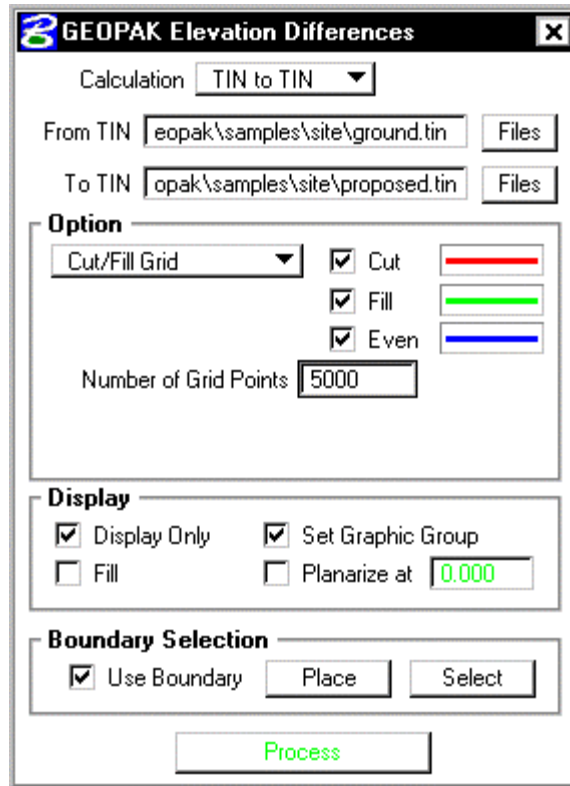 GEOPAK Elevation Differences
Calculation TIN to TIN
From TIN eopak\samples\site\ground.tin Files
To TIN opak\samples\site\proposed.tin Files
Option
Cut/Fill Grid Cut
Fill
Even
Number of Grid Points 5000
Display
Display Only Set Graphic Group
Fill Planarize at 0.000
Boundary Selection
Use Boundary Place Select
Process